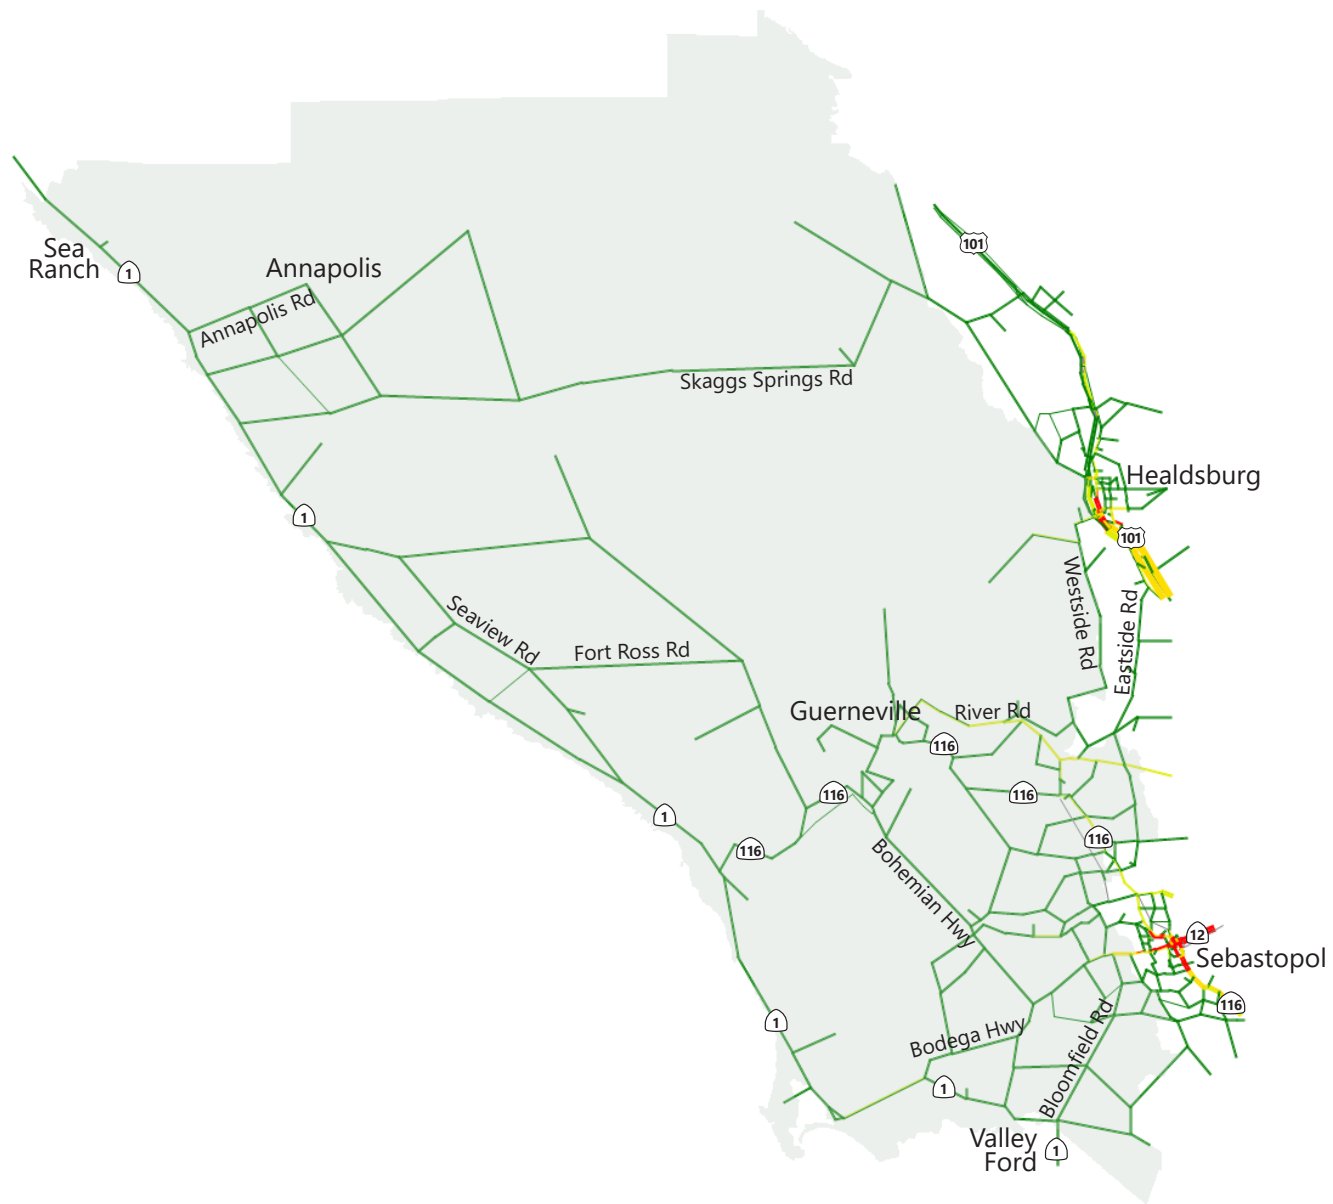 101
Sea
Ranch
1
Annapolis
Annapolis Rd
Skaggs Springs Rd
Healdsburg
1
101
Westside Rd
Eastside Rd
Seaview Rd
Fort Ross Rd
Guerneville
River Rd
116
116
116
1
116
116
Bohemian Hwy
12
Sebastopol
116
1
Bodega Hwy
Bloomfield Rd
1
Valley
Ford
1